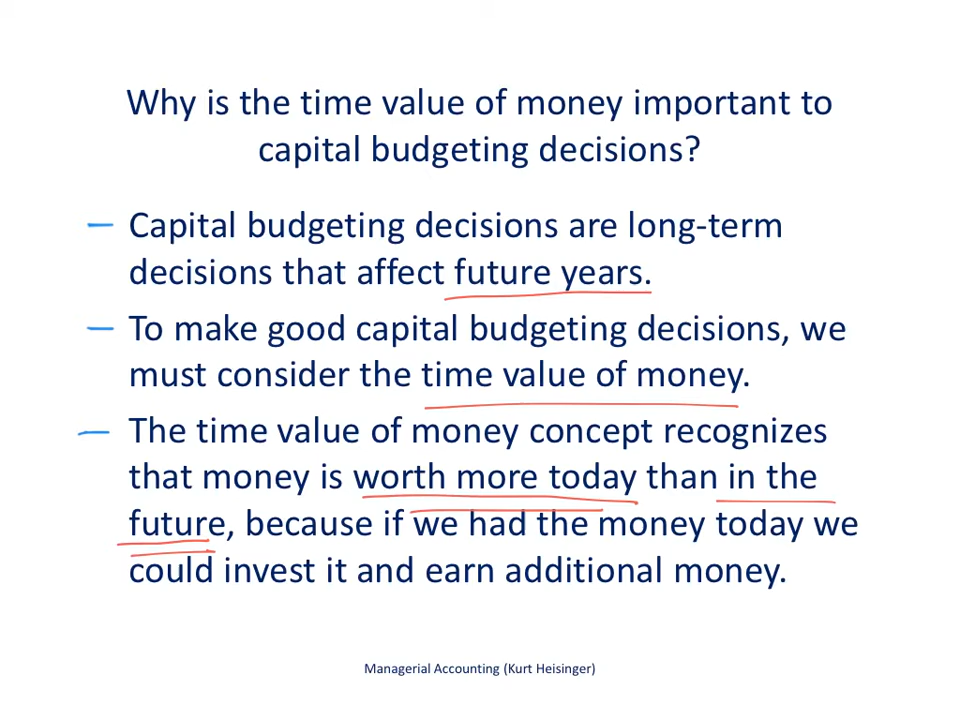 Why is the time value of money important to
capital budgeting decisions?
Capital budgeting decisions are long-term
decisions that affect future years.
To make good capital budgeting decisions, we
must consider the time value of money.
The time value of money concept recognizes
that money is worth more today than in the
future, because if we had the money today we
could invest it and earn additional money.
Managerial Accounting (Kurt Heisinger)